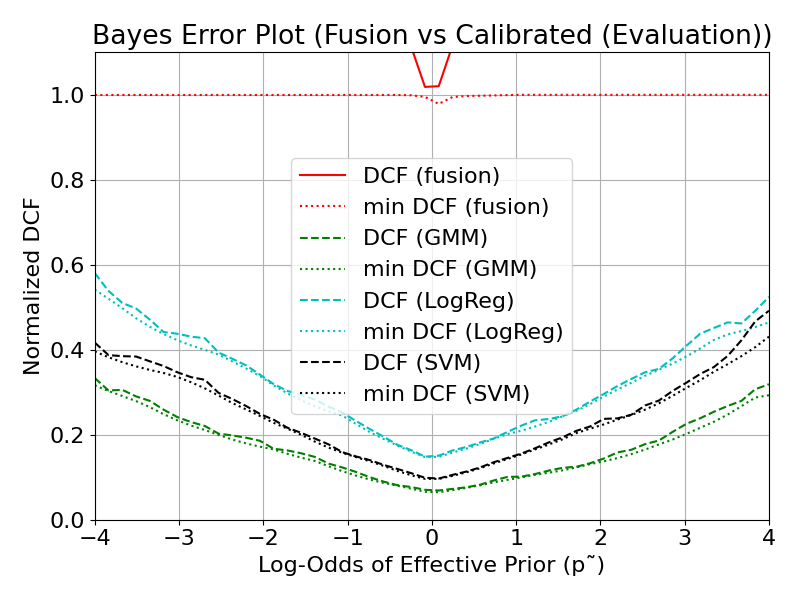 Bayes Error Plot (Fusion vs Calibrated (Evaluation))
1.0
0.8
0.6
0.4
0.2
0.0
Normalized DCF
DCF (fusion)
min DCF (fusion)
DCF (GMM)
min DCF (GMM)
DCF (LogReg)
min DCF (LogReg)
DCF (SVM)
min DCF (SVM)
−4 −3 −2 −1 0 1 2 3 4
Log-Odds of Effective Prior (p˜)